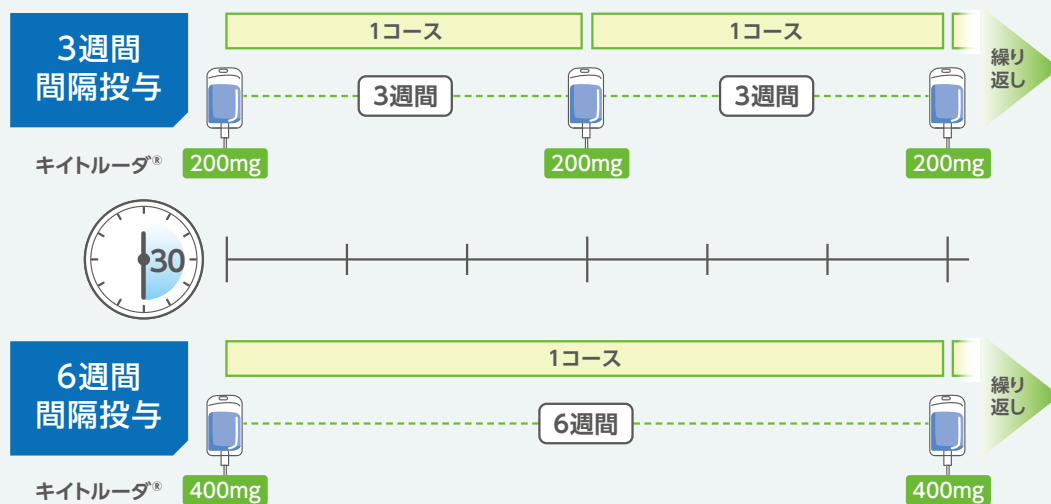 3週間
間隔投与
1コース
1コース
繰り
返し
3週間
3週間
キイトルーダ®
200mg
200mg
200mg
30
6週間
間隔投与
1コース
繰り
返し
6週間
キイトルーダ®
400mg
400mg